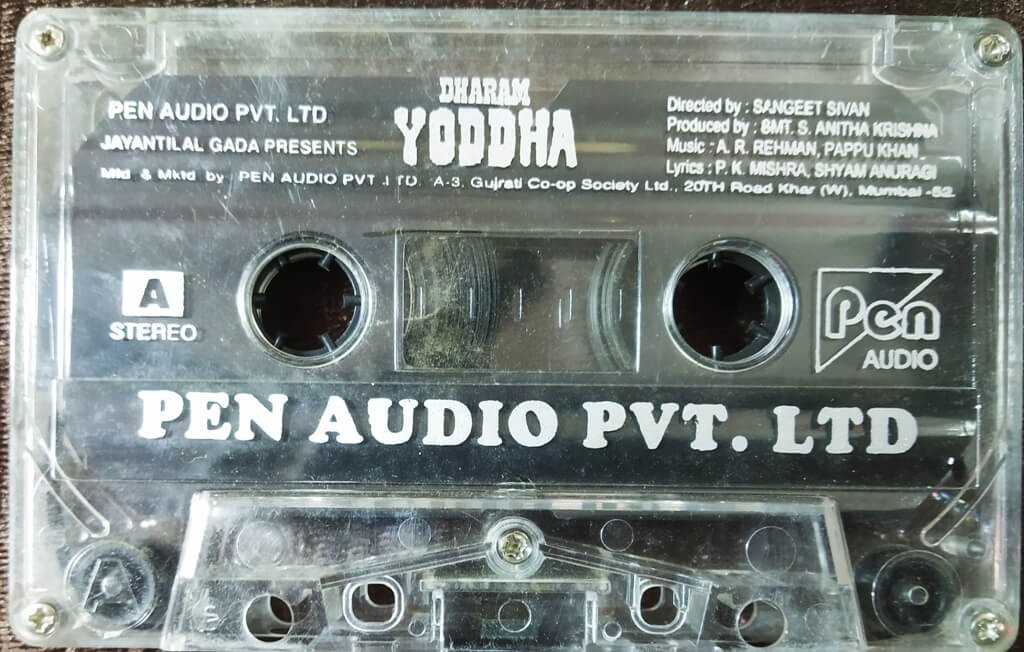 DHARAM
YODDHA
PEN AUDIO PVT. LTD
JAYANTILAL GADA PRESENTS
Mfd & Mktd by PEN AUDIO PVT. LTD. A-3, Gujrati Co-op Society Ltd., 20TH Road Khar (W), Mumbai -52.
Directed by : SANGEET SIVAN
Produced by : SMT. S. ANITHA KRISHNA
Music : A. R. REHMAN, PAPPU KHAN
Lyrics : P. K. MISHRA, SHYAM ANURAGI
A
STEREO
Pen
AUDIO
PEN AUDIO PVT. LTD
A